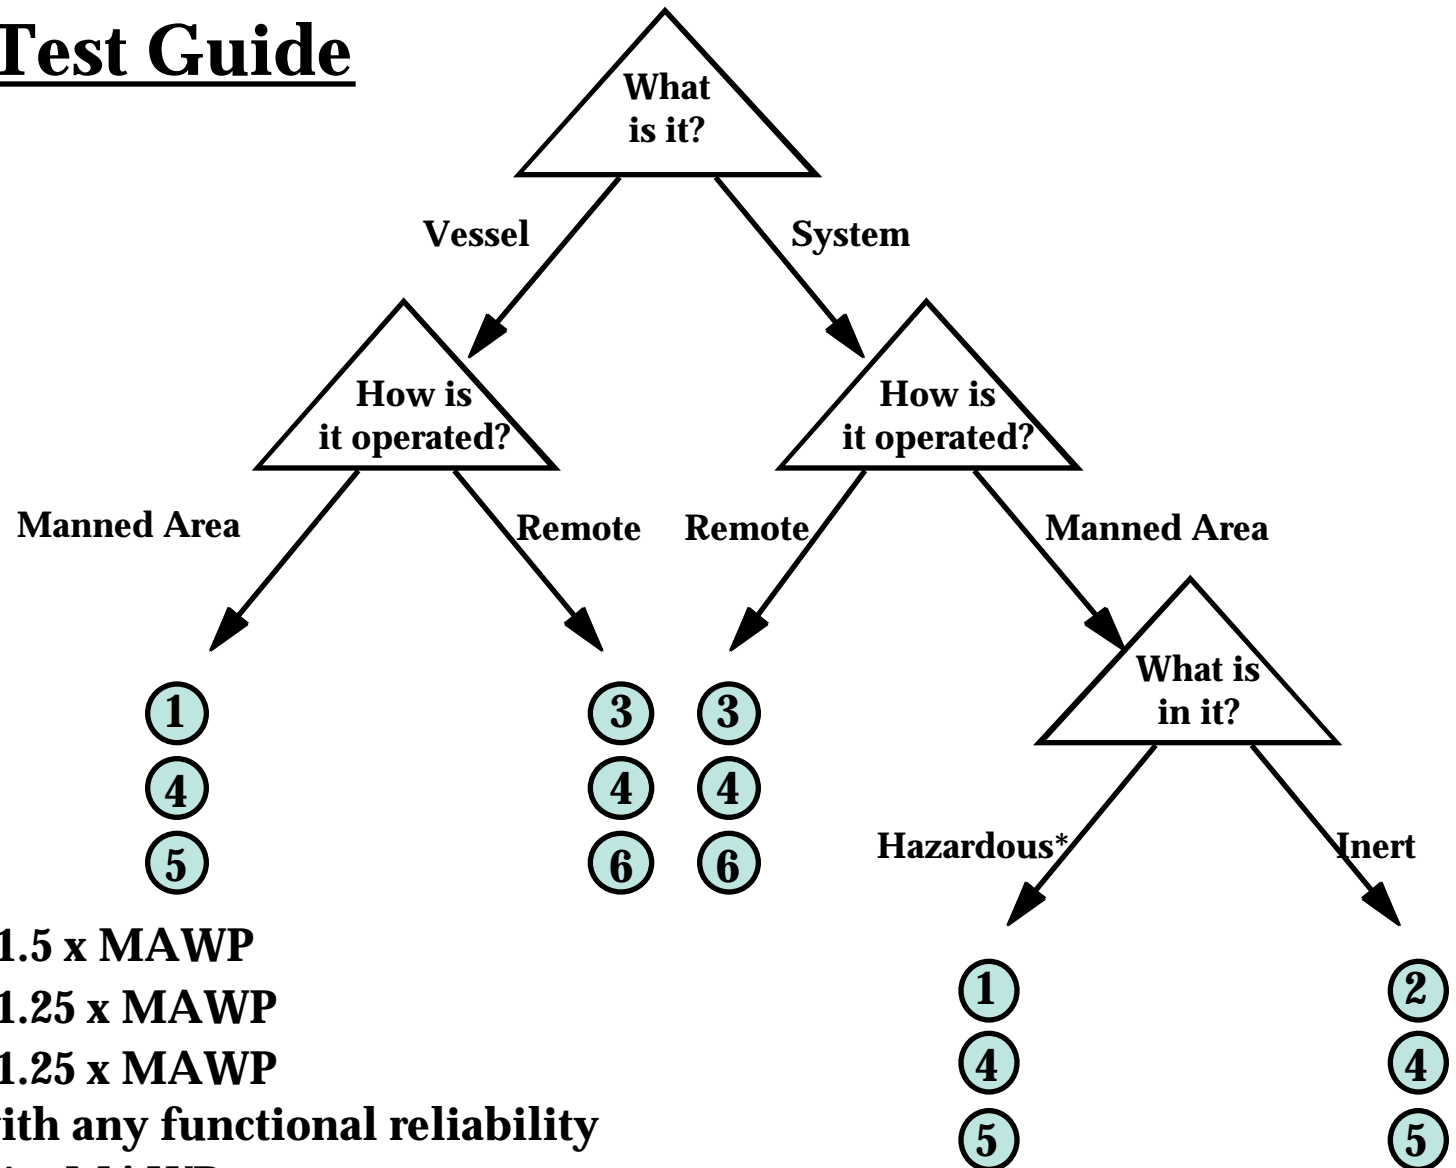 Test Guide
What
is it?
Vessel
System
How is
it operated?
How is
it operated?
Manned Area
Remote
Remote
Manned Area
What is
in it?
1
3
3
4
4
4
5
6
6
Hazardous*
Inert
1.5 x MAWP
1.25 x MAWP
1.25 x MAWP
with any functional reliability
1
2
4
4
5
5